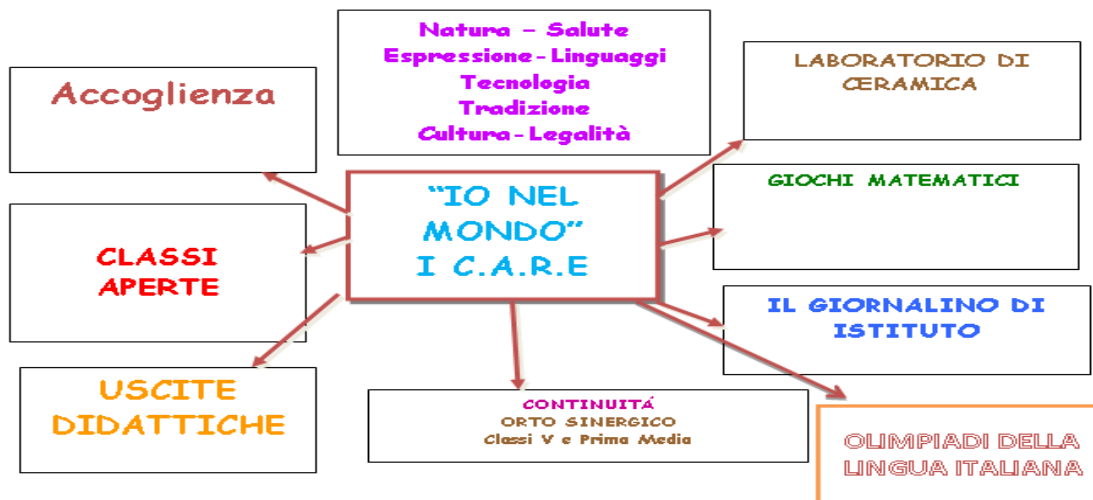 Natura – Salute
Espressione-Linguaggi
Tecnologia
Tradizione
Cultura-Legalità
Accoglienza
LABORATORIO DI
CERAMICA
"IO NEL
MONDO"
I C.A.R.E
GIOCHI MATEMATICI
CLASSI
APERTE
IL GIORNALINO DI
ISTITUTO
USCITE
DIDATTICHE
CONTINUITÁ
ORTO SINERGICO
Classi V e Prima Media
OLIMPIADI DELLA
LINGUA ITALIANA